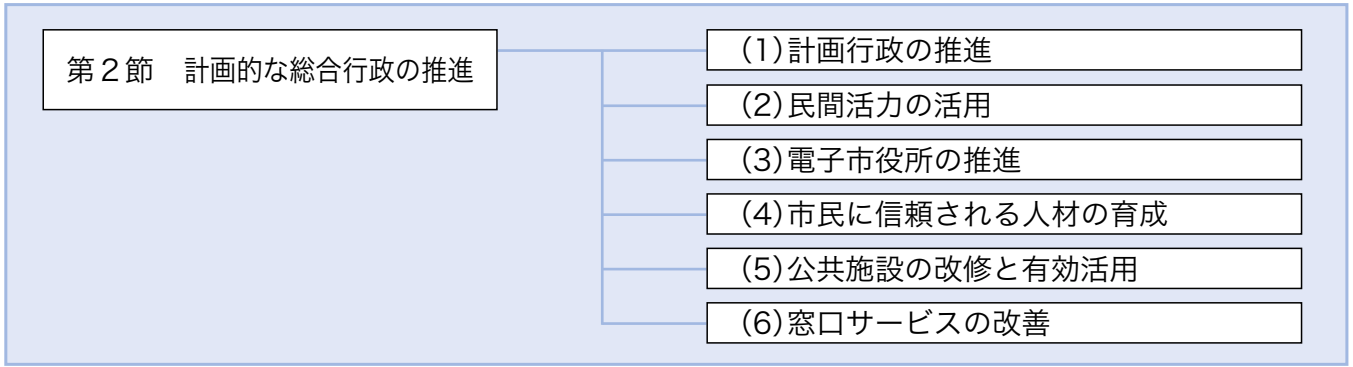 第２節　計画的な総合行政の推進
(1)計画行政の推進
(2)民間活力の活用
(3)電子市役所の推進
(4)市民に信頼される人材の育成
(5)公共施設の改修と有効活用
(6)窓口サービスの改善